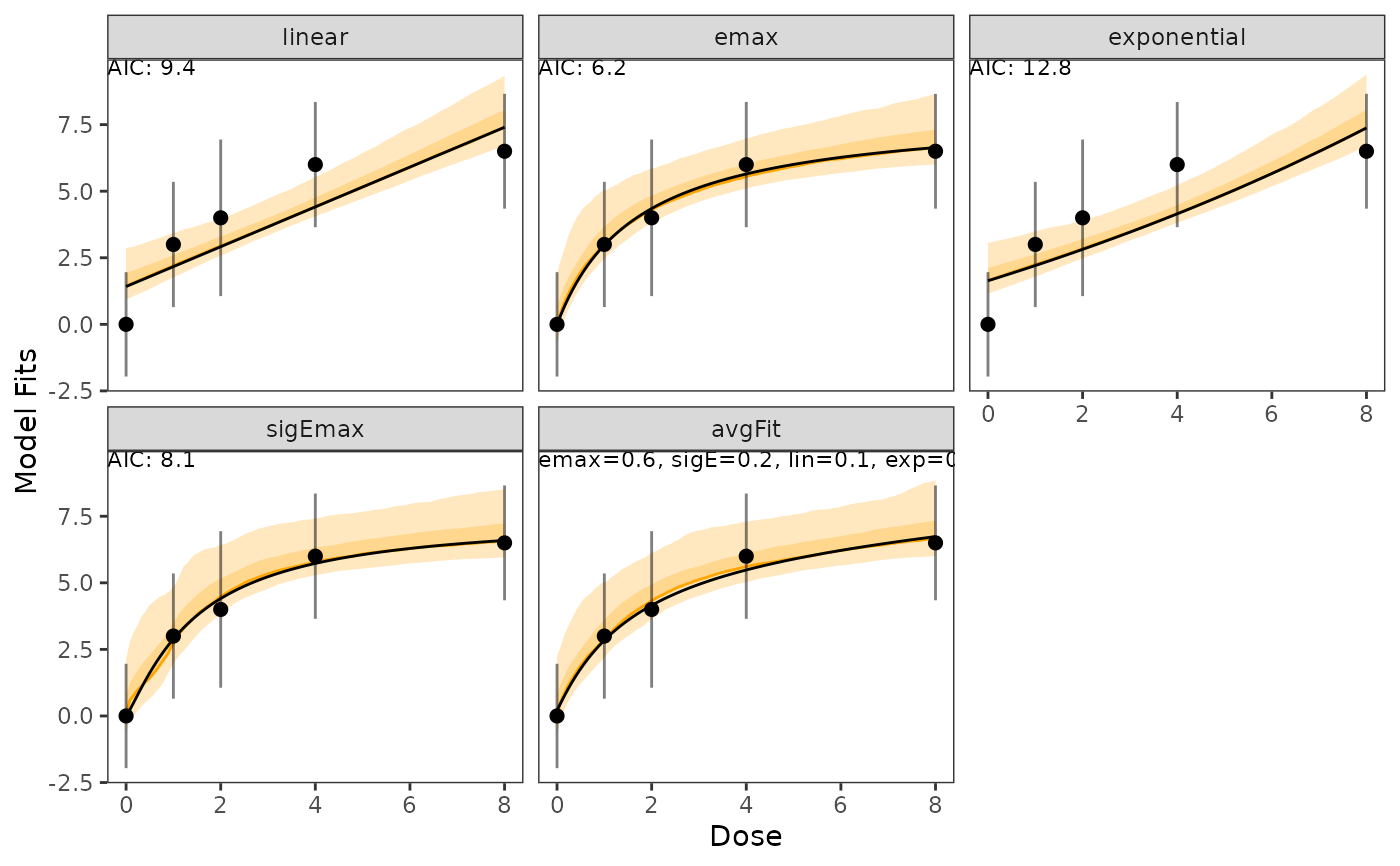 linear
emax
exponential
AIC: 9.4
AIC: 6.2
AIC: 12.8
7.5
5.0
2.5
0.0
-2.5
0 2 4 6 8
sigEmax
avgFit
AIC: 8.1
emax=0.6, sigE=0.2, lin=0.1, exp=
7.5
5.0
2.5
0.0
-2.5
0 2 4 6 8
0 2 4 6 8
Model Fits
Dose